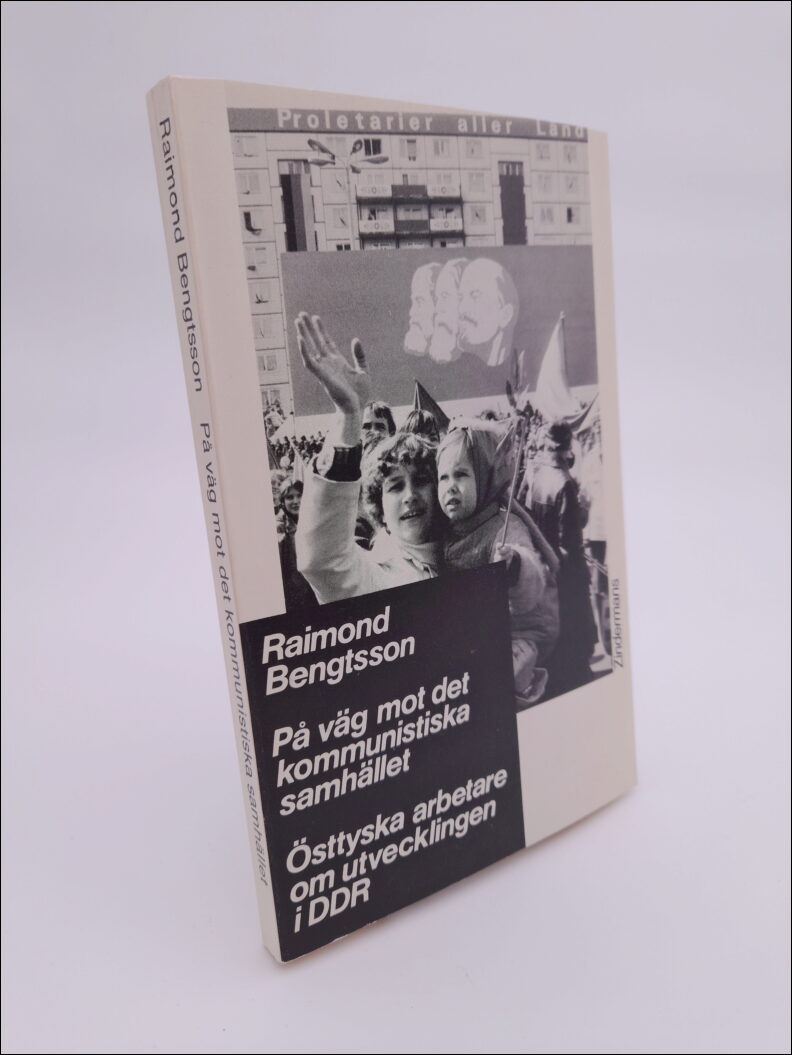 Raimond Bengtsson På väg mot det kommunistiska samhället
Proletarier aller Länd
Raimond
Bengtsson
På väg mot det
kommunistiska
samhället
Östtyska arbetare
om utvecklingen
i DDR
Zindermans